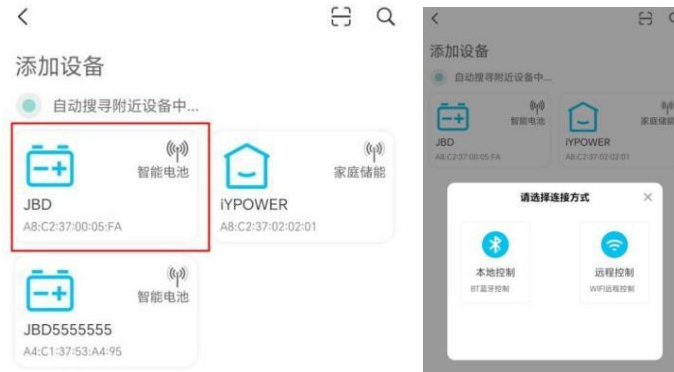 添加设备
自动搜寻附近设备中...
智能电池
JBD
A8:C2:37:00:05:FA
家庭储能
iYPOWER
A8:C2:37:02:02:01
智能电池
JBD5555555
A4:C1:37:53:A4:95
添加设备
自动搜寻附近设备中...
智能电池
JBD
A8:C2:37:00:05:FA
家庭储能
iYPOWER
A8:C2:37:02:02:01
请选择连接方式
本地控制
BT蓝牙控制
远程控制
WIFI远程控制